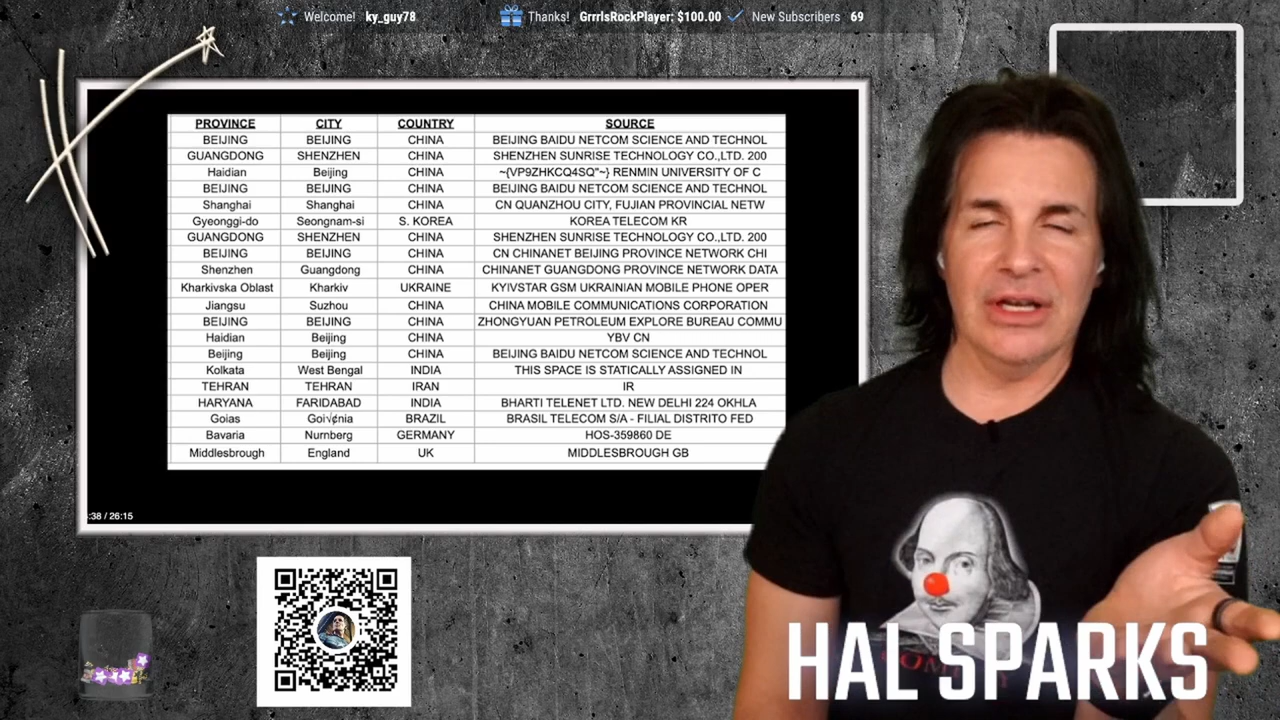 Welcome! ky_guy78 Thanks! GrrrlsRockPlayer: $100.00 New Subscribers 69
PROVINCE CITY COUNTRY SOURCE
BEIJING BEIJING CHINA BEIJING BAIDU NETCOM SCIENCE AND TECHNOL
GUANGDONG SHENZHEN CHINA SHENZHEN SUNRISE TECHNOLOGY CO.,LTD. 200
Haidian Beijing CHINA ~{VP9ZHKCQ4SQ"~} RENMIN UNIVERSITY OF C
BEIJING BEIJING CHINA BEIJING BAIDU NETCOM SCIENCE AND TECHNOL
Shanghai Shanghai CHINA CN QUANZHOU CITY, FUJIAN PROVINCIAL NETW
Gyeonggi-do Seongnam-si S. KOREA KOREA TELECOM KR
GUANGDONG SHENZHEN CHINA SHENZHEN SUNRISE TECHNOLOGY CO.,LTD. 200
BEIJING BEIJING CHINA CN CHINANET BEIJING PROVINCE NETWORK CHI
Shenzhen Guangdong CHINA CHINANET GUANGDONG PROVINCE NETWORK DATA
Kharkivska Oblast Kharkiv UKRAINE KYIVSTAR GSM UKRAINIAN MOBILE PHONE OPER
Jiangsu Suzhou CHINA CHINA MOBILE COMMUNICATIONS CORPORATION
BEIJING BEIJING CHINA ZHONGYUAN PETROLEUM EXPLORE BUREAU COMMU
Haidian Beijing CHINA YBV CN
Beijing Beijing CHINA BEIJING BAIDU NETCOM SCIENCE AND TECHNOL
Kolkata West Bengal INDIA THIS SPACE IS STATICALLY ASSIGNED IN
TEHRAN TEHRAN IRAN IR
HARYANA FARIDABAD INDIA BHARTI TELENET LTD. NEW DELHI 224 OKHLA
Goias Goi√¢nia BRAZIL BRASIL TELECOM S/A - FILIAL DISTRITO FED
Bavaria Nurnberg GERMANY HOS-359860 DE
Middlesbrough England UK MIDDLESBROUGH GB
:38 / 26:15
HAL SPARKS